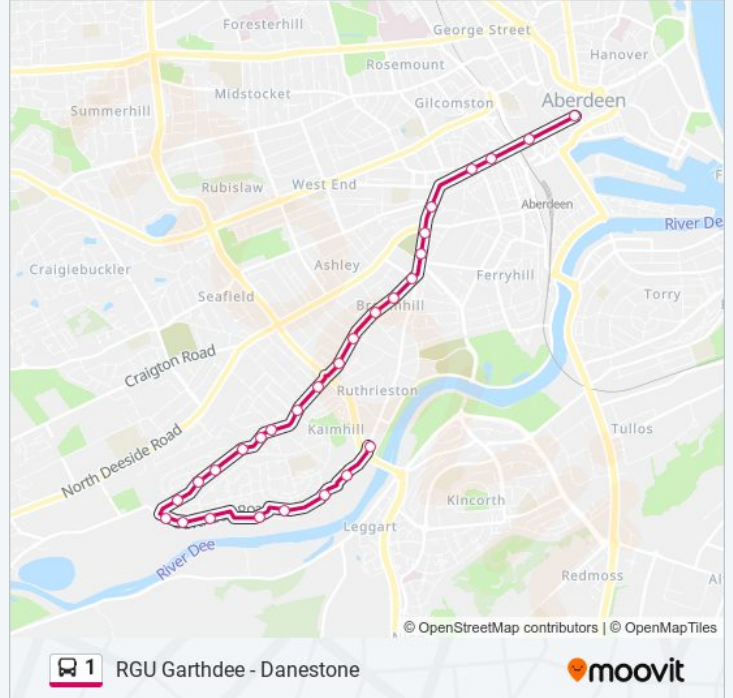 Foresterhill
George Street
Hanover
Rosemount
Midstocket
Gilcomston
Aberdeen
Summerhill
Rubislaw
West End
Aberdeen
River De
Craigiebuckler
Ashley
Ferryhill
Seafield
Torry
Craigton Road
Ruthrieston
Kaimhill
Tullos
North Deeside Road
Kincorth
Leggart
River Dee
Redmoss
Al
© OpenStreetMap contributors | © OpenMapTiles
1 RGU Garthdee - Danestone
moovit